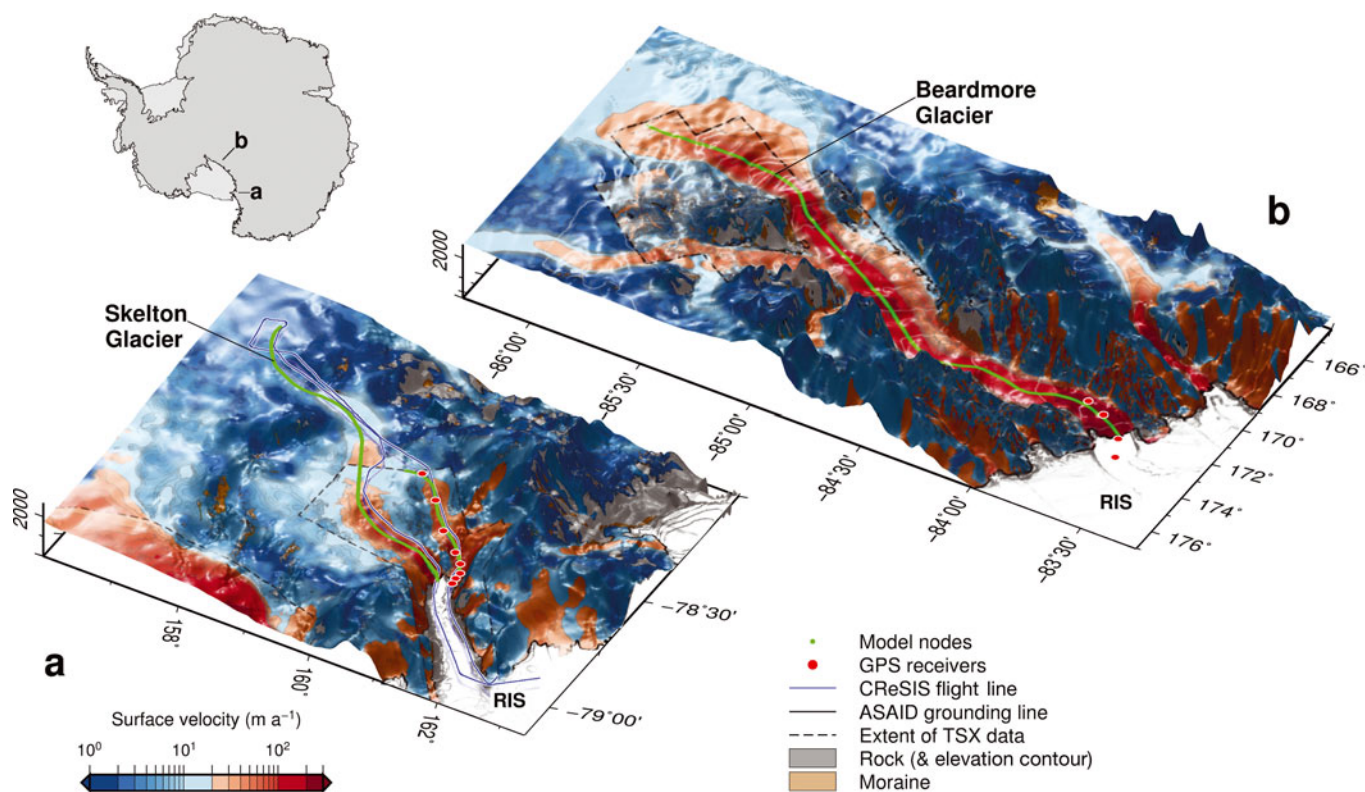 b
a
Beardmore
Glacier
b
2000
Skelton
Glacier
−86°00'
−85°30'
−85°00'
−84°30'
−84°00'
−83°30'
166°
168°
170°
172°
174°
176°
RIS
2000
158°
160°
162°
−78°30'
−79°00'
RIS
a
Surface velocity (m a⁻¹)
10⁰ 10¹ 10²
Model nodes
GPS receivers
CReSIS flight line
ASAID grounding line
Extent of TSX data
Rock (& elevation contour)
Moraine